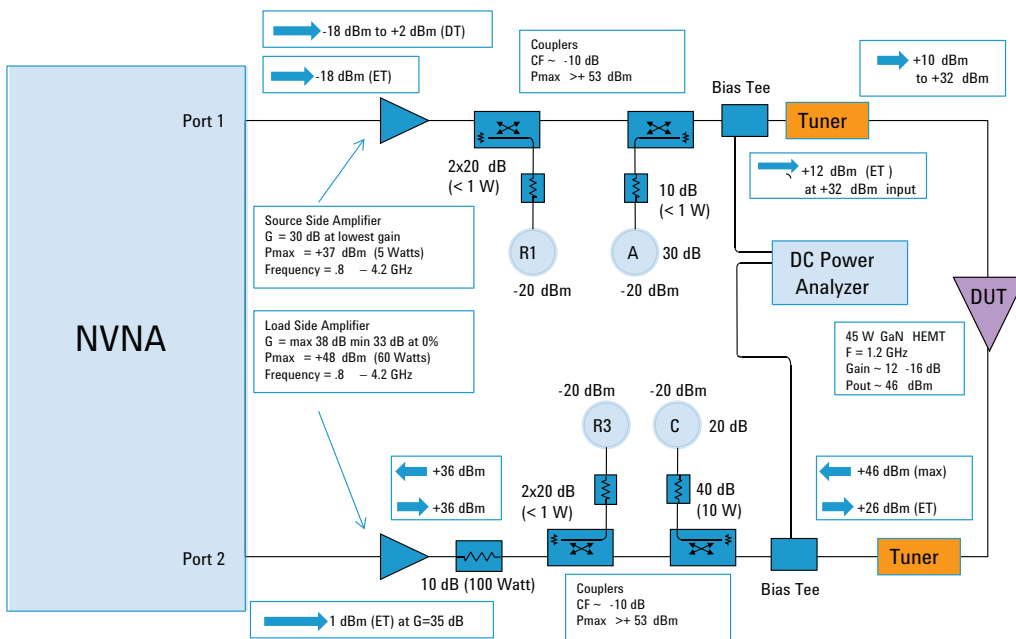 -18 dBm to +2 dBm (DT)
-18 dBm (ET)
Couplers
CF ~ -10 dB
Pmax >+ 53 dBm
+10 dBm
to +32 dBm
Bias Tee
Port 1
Tuner
2x20 dB
(< 1 W)
10 dB
(< 1 W)
+12 dBm (ET )
at +32 dBm input
Source Side Amplifier
G = 30 dB at lowest gain
Pmax = +37 dBm (5 Watts)
Frequency = .8 – 4.2 GHz
R1
A
30 dB
-20 dBm
-20 dBm
DC Power
Analyzer
DUT
NVNA
Load Side Amplifier
G = max 38 dB min 33 dB at 0%
Pmax = +48 dBm (60 Watts)
Frequency = .8 – 4.2 GHz
45 W GaN HEMT
F = 1.2 GHz
Gain ~ 12 -16 dB
Pout ~ 46 dBm
-20 dBm
-20 dBm
R3
C
20 dB
+36 dBm
+36 dBm
2x20 dB
(< 1 W)
40 dB
(10 W)
+46 dBm (max)
+26 dBm (ET)
Port 2
Tuner
10 dB (100 Watt)
Bias Tee
1 dBm (ET) at G=35 dB
Couplers
CF ~ -10 dB
Pmax >+ 53 dBm